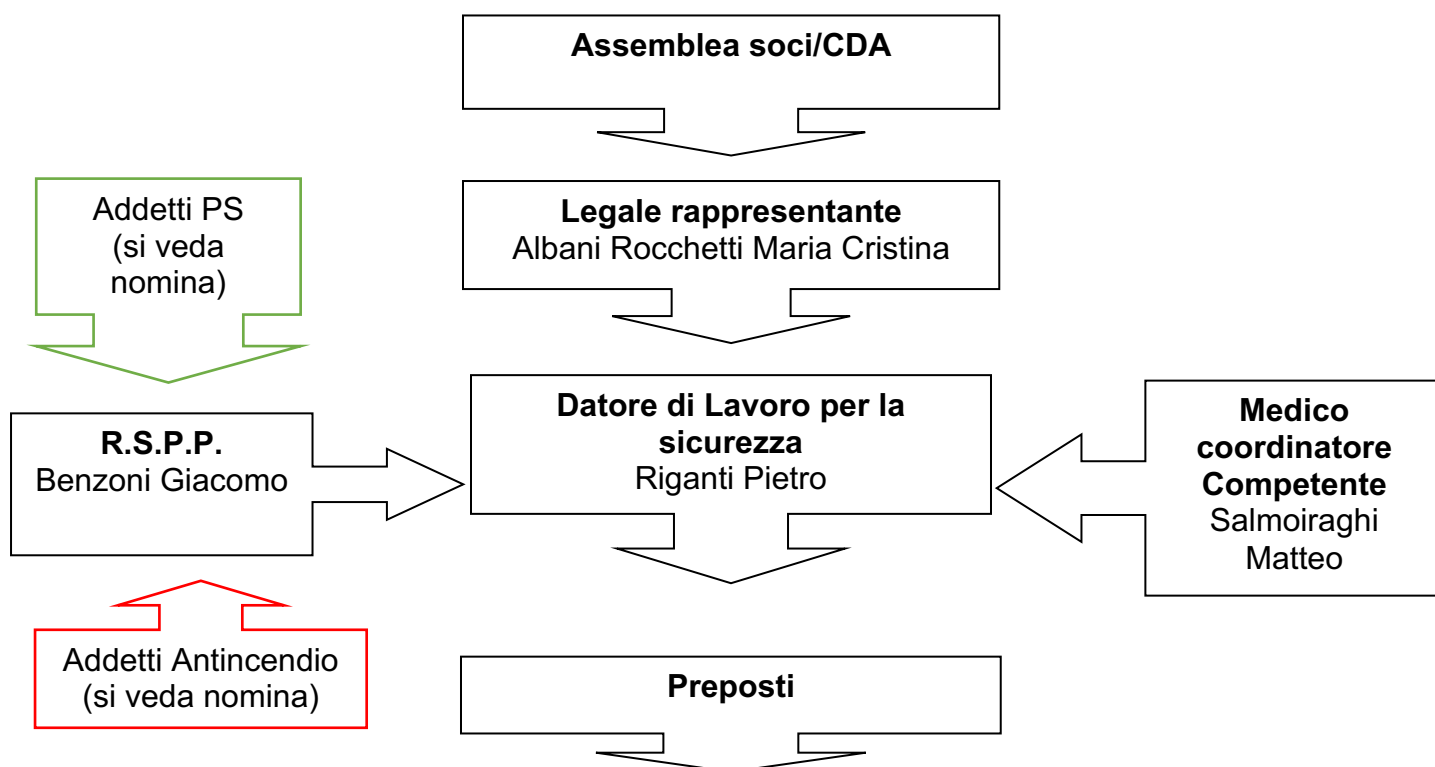 Assemblea soci/CDA
Addetti PS
(si veda
nomina)
Legale rappresentante
Albani Rocchetti Maria Cristina
R.S.P.P.
Benzoni Giacomo
Datore di Lavoro per la
sicurezza
Riganti Pietro
Medico
coordinatore
Competente
Salmoiraghi
Matteo
Addetti Antincendio
(si veda nomina)
Preposti